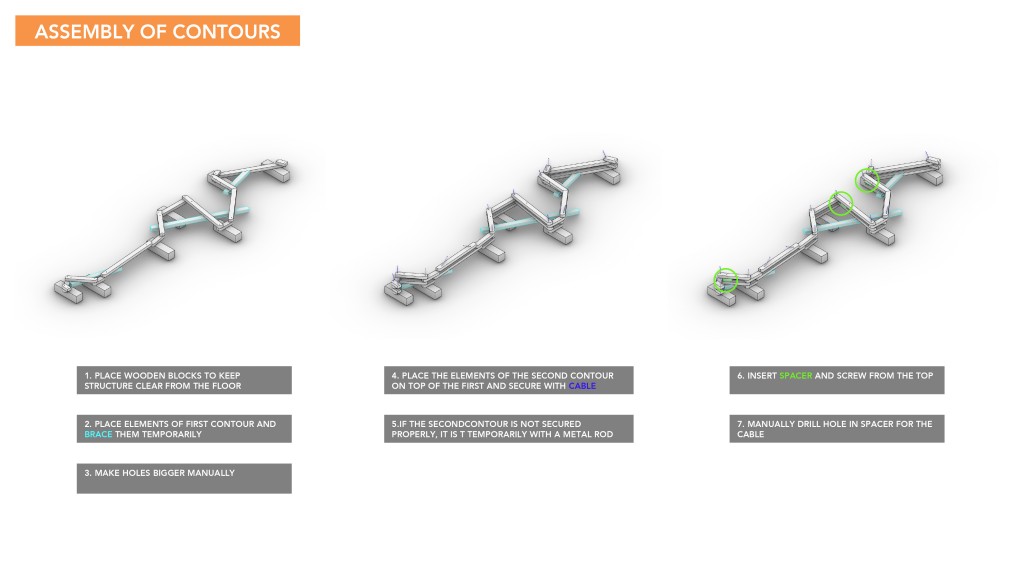 ASSEMBLY OF CONTOURS
1. PLACE WOODEN BLOCKS TO KEEP
STRUCTURE CLEAR FROM THE FLOOR
2. PLACE ELEMENTS OF FIRST CONTOUR AND
BRACE THEM TEMPORARILY
3. MAKE HOLES BIGGER MANUALLY
4. PLACE THE ELEMENTS OF THE SECOND CONTOUR
ON TOP OF THE FIRST AND SECURE WITH CABLE
5.IF THE SECONDCONTOUR IS NOT SECURED
PROPERLY, IT IS T TEMPORARILY WITH A METAL ROD
6. INSERT SPACER AND SCREW FROM THE TOP
7. MANUALLY DRILL HOLE IN SPACER FOR THE
CABLE